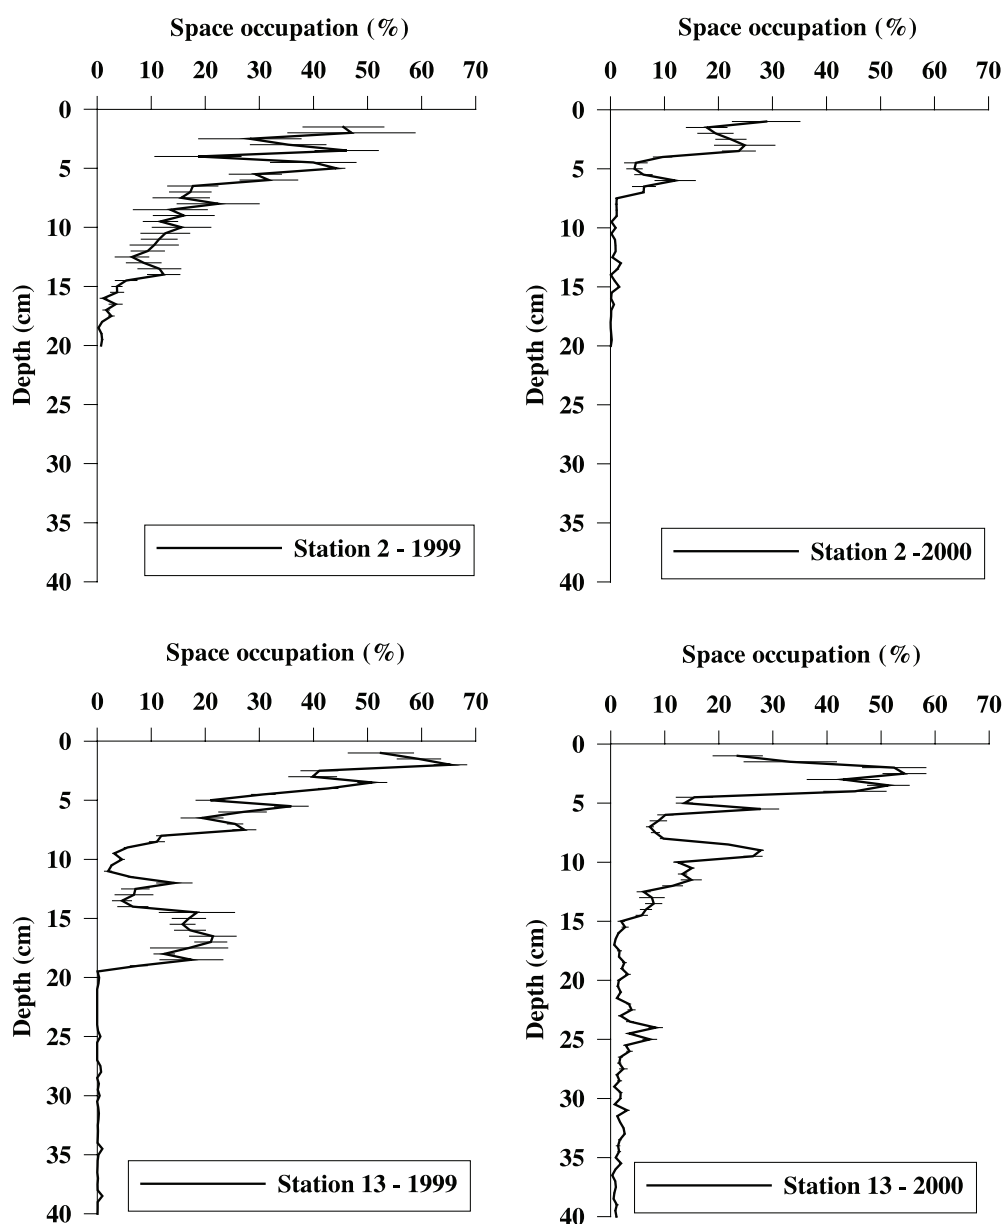 Space occupation (%)
0 10 20 30 40 50 60 70
0
5
10
15
20
25
30
35
40
Depth (cm)
Station 2 - 1999
Space occupation (%)
0 10 20 30 40 50 60 70
0
5
10
15
20
25
30
35
40
Depth (cm)
Station 2 -2000
Space occupation (%)
0 10 20 30 40 50 60 70
0
5
10
15
20
25
30
35
40
Depth (cm)
Station 13 - 1999
Space occupation (%)
0 10 20 30 40 50 60 70
0
5
10
15
20
25
30
35
40
Depth (cm)
Station 13 - 2000